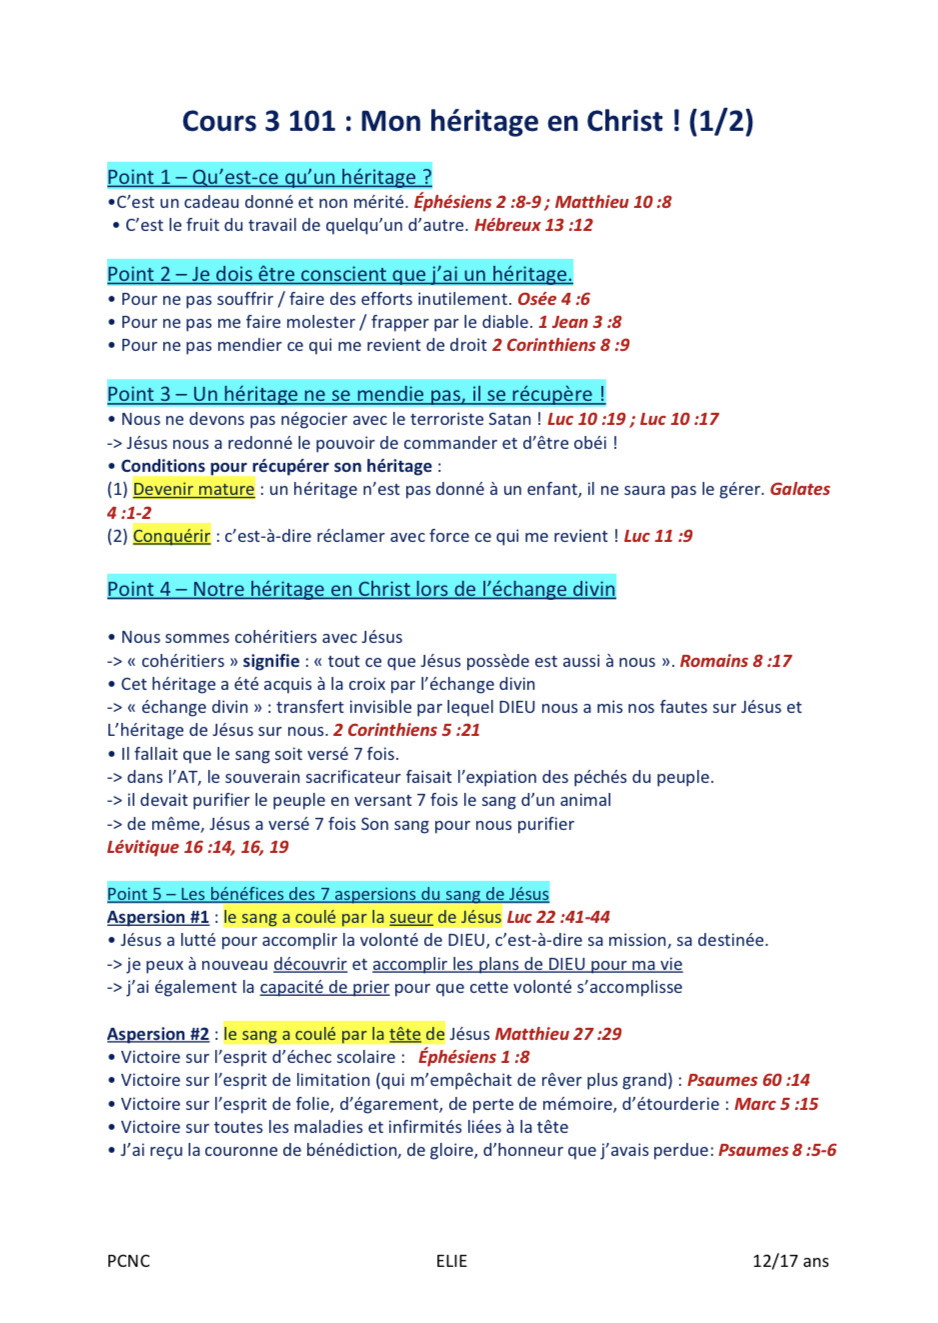 Cours 3 101 : Mon héritage en Christ ! (1/2)
Point 1 – Qu’est-ce qu’un héritage ?
•C’est un cadeau donné et non mérité. Éphésiens 2 :8-9 ; Matthieu 10 :8
• C’est le fruit du travail de quelqu’un d’autre. Hébreux 13 :12
Point 2 – Je dois être conscient que j’ai un héritage.
• Pour ne pas souffrir / faire des efforts inutilement. Osée 4 :6
• Pour ne pas me faire molester / frapper par le diable. 1 Jean 3 :8
• Pour ne pas mendier ce qui me revient de droit 2 Corinthiens 8 :9
Point 3 – Un héritage ne se mendie pas, il se récupère !
• Nous ne devons pas négocier avec le terroriste Satan ! Luc 10 :19 ; Luc 10 :17
-> Jésus nous a redonné le pouvoir de commander et d’être obéi !
• Conditions pour récupérer son héritage :
(1) Devenir mature : un héritage n’est pas donné à un enfant, il ne saura pas le gérer. Galates
4 :1-2
(2) Conquérir : c’est-à-dire réclamer avec force ce qui me revient ! Luc 11 :9
Point 4 – Notre héritage en Christ lors de l’échange divin
• Nous sommes cohéritiers avec Jésus
-> « cohéritiers » signifie : « tout ce que Jésus possède est aussi à nous ». Romains 8 :17
• Cet héritage a été acquis à la croix par l’échange divin
-> « échange divin » : transfert invisible par lequel DIEU nous a mis nos fautes sur Jésus et
L’héritage de Jésus sur nous. 2 Corinthiens 5 :21
• Il fallait que le sang soit versé 7 fois.
-> dans l’AT, le souverain sacrificateur faisait l’expiation des péchés du peuple.
-> il devait purifier le peuple en versant 7 fois le sang d’un animal
-> de même, Jésus a versé 7 fois Son sang pour nous purifier
Lévitique 16 :14, 16, 19
Point 5 – Les bénéfices des 7 aspersions du sang de Jésus
Aspersion #1 : le sang a coulé par la sueur de Jésus Luc 22 :41-44
• Jésus a lutté pour accomplir la volonté de DIEU, c’est-à-dire sa mission, sa destinée.
-> je peux à nouveau découvrir et accomplir les plans de DIEU pour ma vie
-> j’ai également la capacité de prier pour que cette volonté s’accomplisse
Aspersion #2 : le sang a coulé par la tête de Jésus Matthieu 27 :29
• Victoire sur l’esprit d’échec scolaire : Éphésiens 1 :8
• Victoire sur l’esprit de limitation (qui m’empêchait de rêver plus grand) : Psaumes 60 :14
• Victoire sur l’esprit de folie, d’égarement, de perte de mémoire, d’étourderie : Marc 5 :15
• Victoire sur toutes les maladies et infirmités liées à la tête
• J’ai reçu la couronne de bénédiction, de gloire, d’honneur que j’avais perdue: Psaumes 8 :5-6
PCNC ELIE 12/17 ans